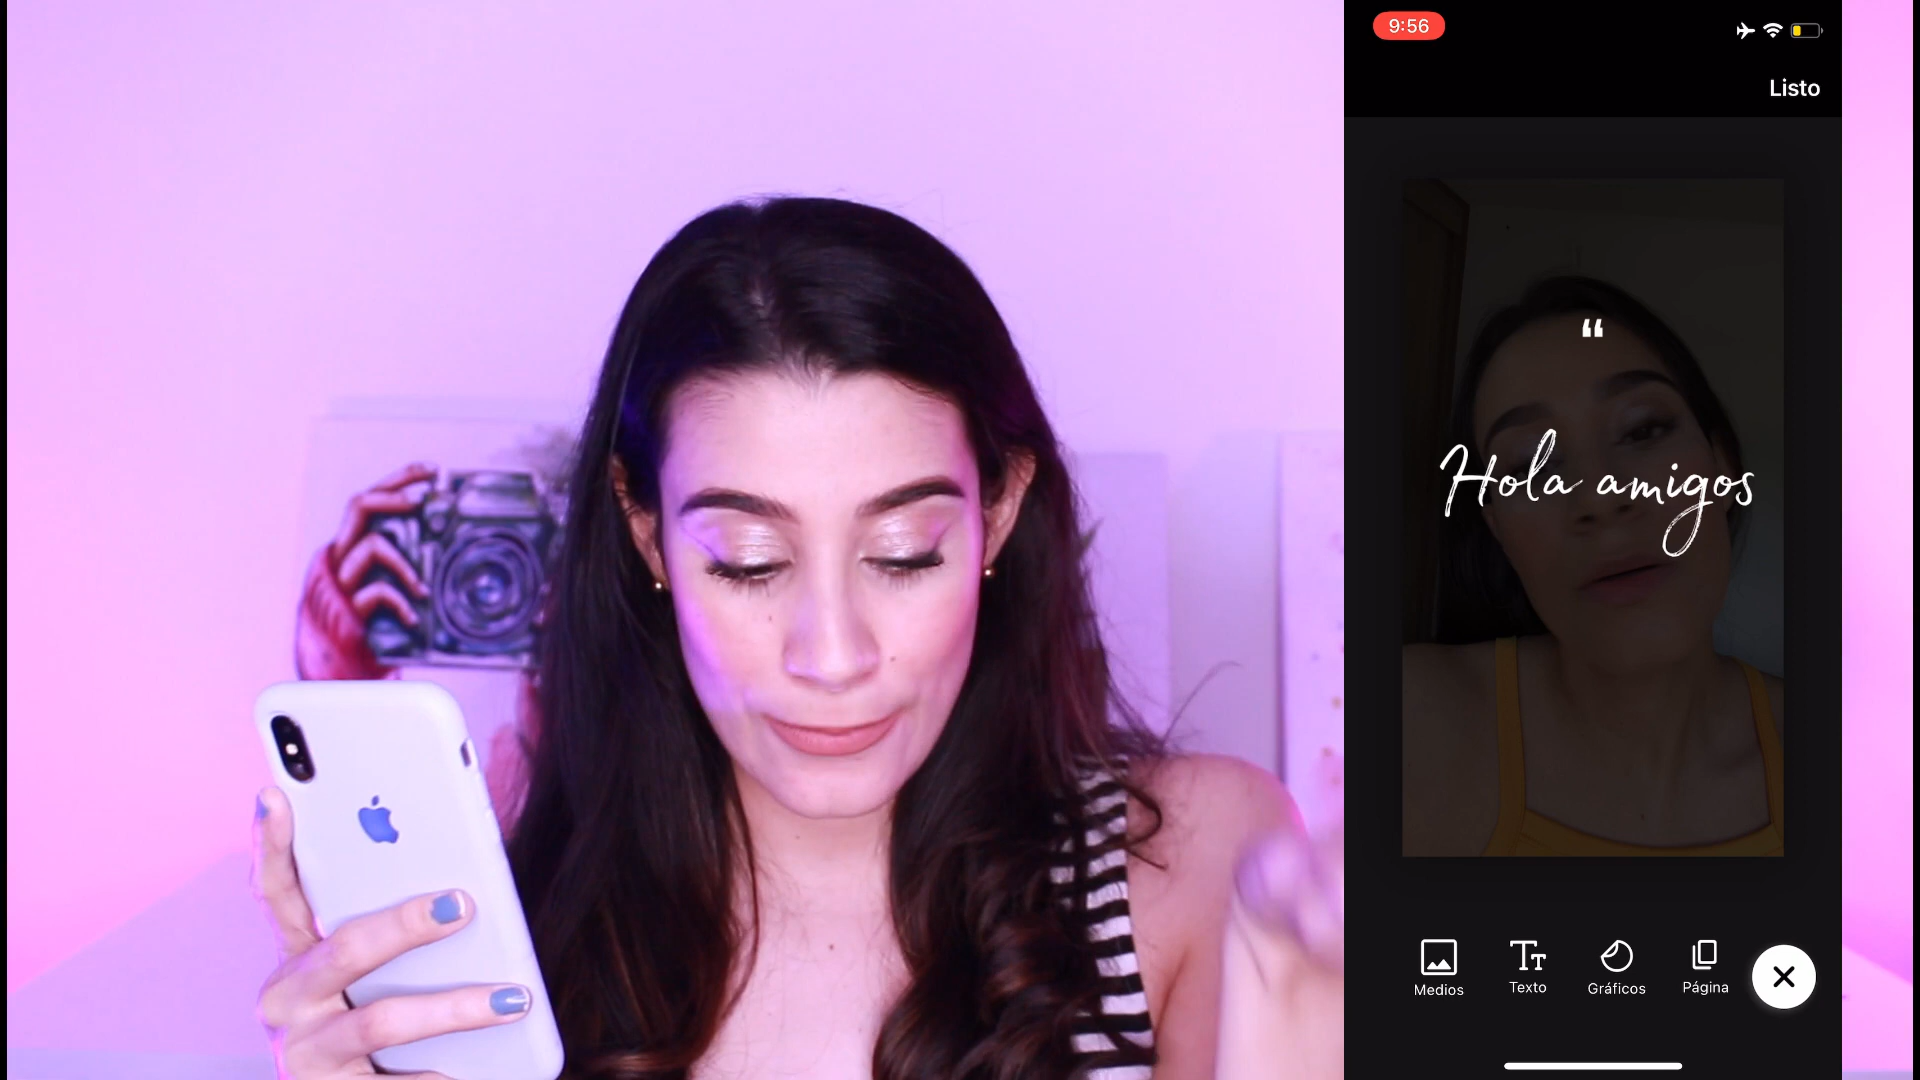 9:56
Listo
“
Hola amigos
Medios
Texto
Gráficos
Página